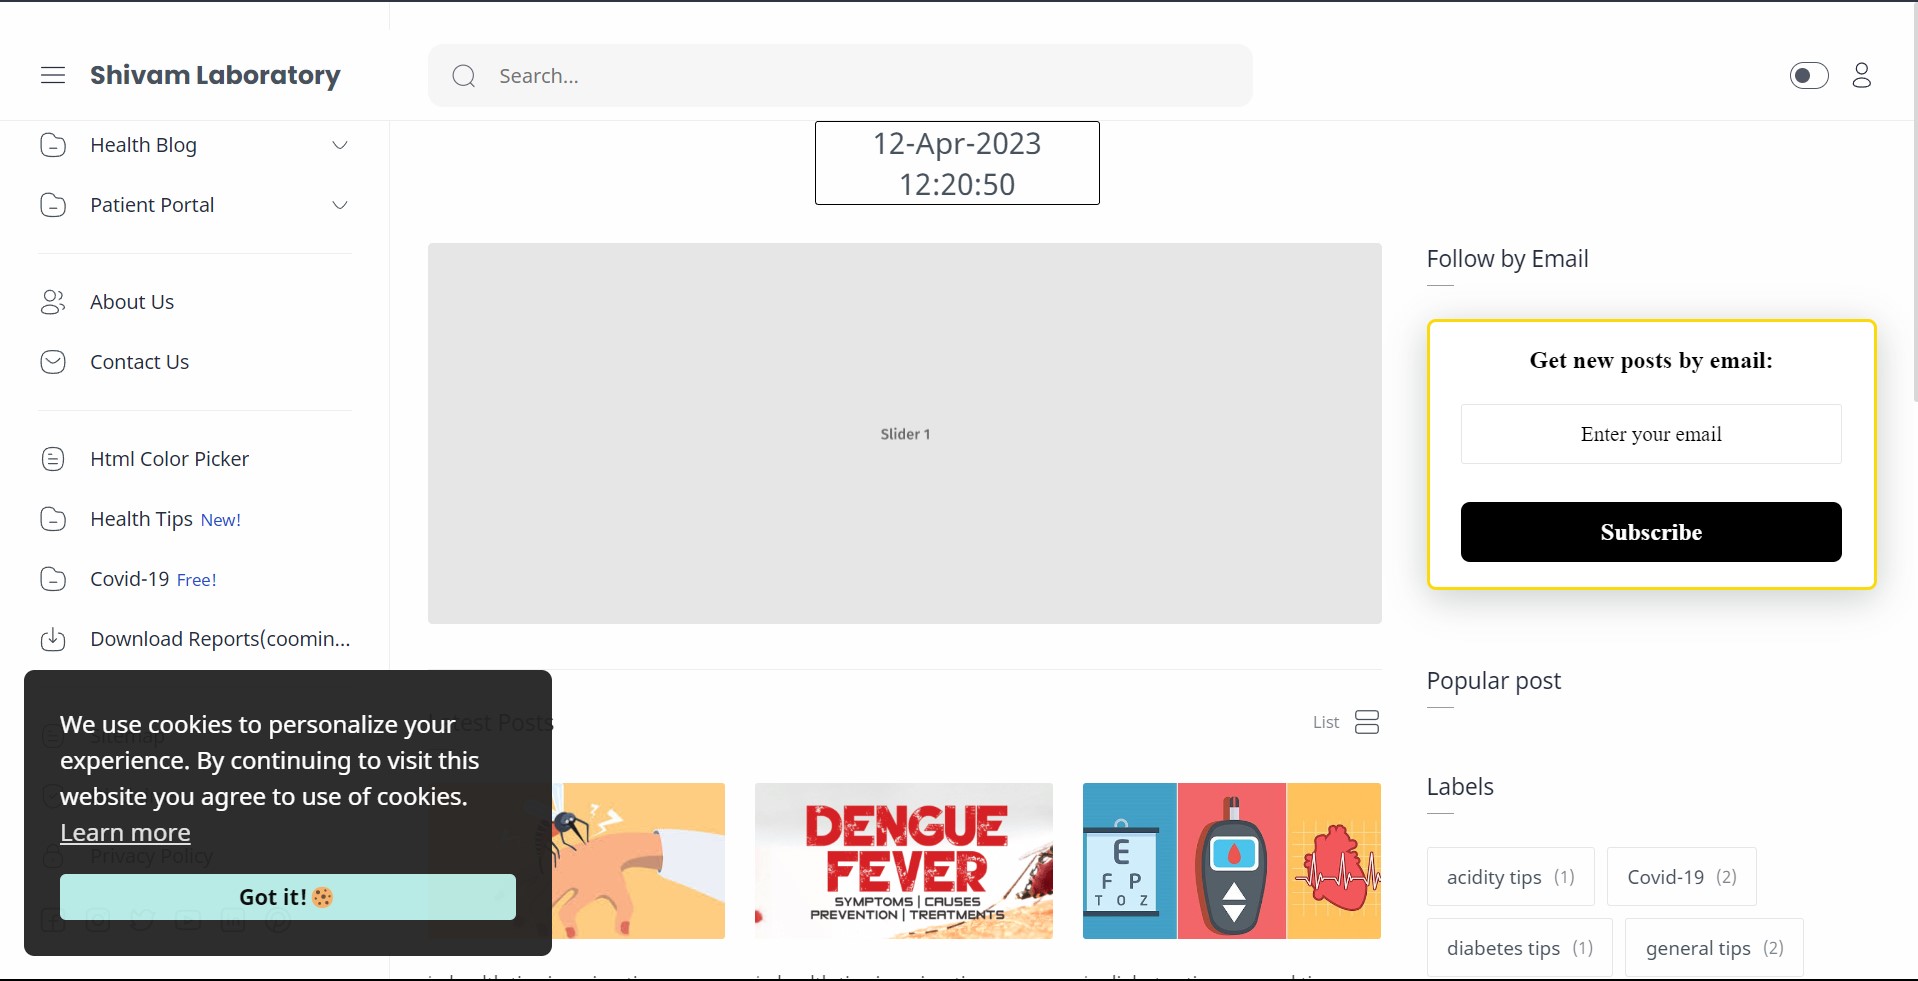 Shivam Laboratory
Search...
Health Blog
Patient Portal
About Us
Contact Us
Html Color Picker
Health Tips New!
Covid-19 Free!
Download Reports(coomin...
Sitemap
Privacy Policy
We use cookies to personalize your
experience. By continuing to visit this
website you agree to use of cookies.
Learn more
Got it!
12-Apr-2023
12:20:50
Slider 1
Latest Posts
List
DENGUE
FEVER
SYMPTOMS | CAUSES
PREVENTION | TREATMENTS
E
F P
T O Z
Follow by Email
Get new posts by email:
Enter your email
Subscribe
Popular post
Labels
acidity tips (1)
Covid-19 (2)
diabetes tips (1)
general tips (2)